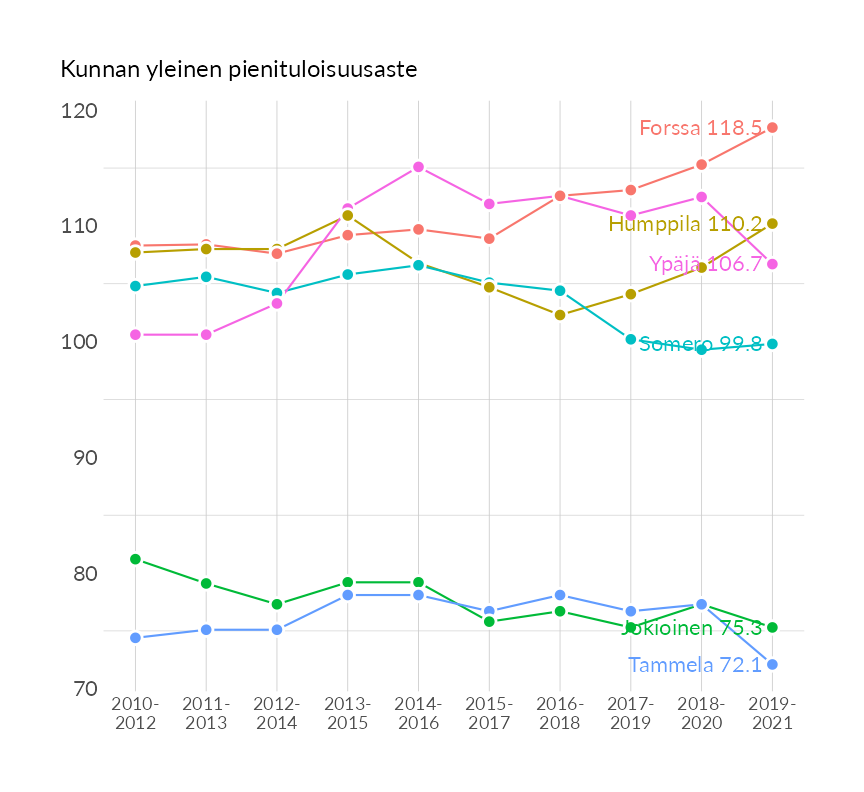 Kunnan yleinen pienituloisuusaste
120
Forssa 118.5
110
Humppila 110.2
Ypäjä 106.7
100
Somero 99.8
90
80
Jokioinen 75.3
Tammela 72.1
70
2010-2012
2011-2013
2012-2014
2013-2015
2014-2016
2015-2017
2016-2018
2017-2019
2018-2020
2019-2021